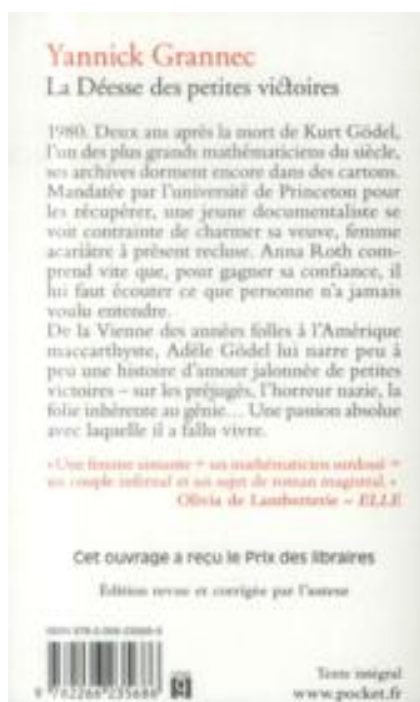 Yannick Grannec
La Déesse des petites victoires
1980. Deux ans après la mort de Kurt Gödel,
l'un des plus grands mathématiciens du siècle,
ses archives dorment encore dans des cartons.
Mandatée par l'université de Princeton pour
les récupérer, une jeune documentaliste se
voit contrainte de charmer sa veuve, femme
acariâtre à présent recluse. Anna Roth com-
prend vite que, pour gagner sa confiance, il
lui faut écouter ce que personne n'a jamais
voulu entendre.
De la Vienne des années folles à l'Amérique
maccarthyste, Adèle Gödel lui narre peu à
peu une histoire d'amour jalonnée de petites
victoires – sur les préjugés, l'horreur nazie, la
folie inhérente au génie… Une passion absolue
avec laquelle il a fallu vivre.
« Une femme aimante + un mathématicien surdoué =
un couple infernal et un sujet de roman magistral. »
Olivia de Lamberterie – ELLE
Cet ouvrage a reçu le Prix des libraires
Édition revue et corrigée par l'auteur
9 782266 235686
Texte intégral
www.pocket.fr